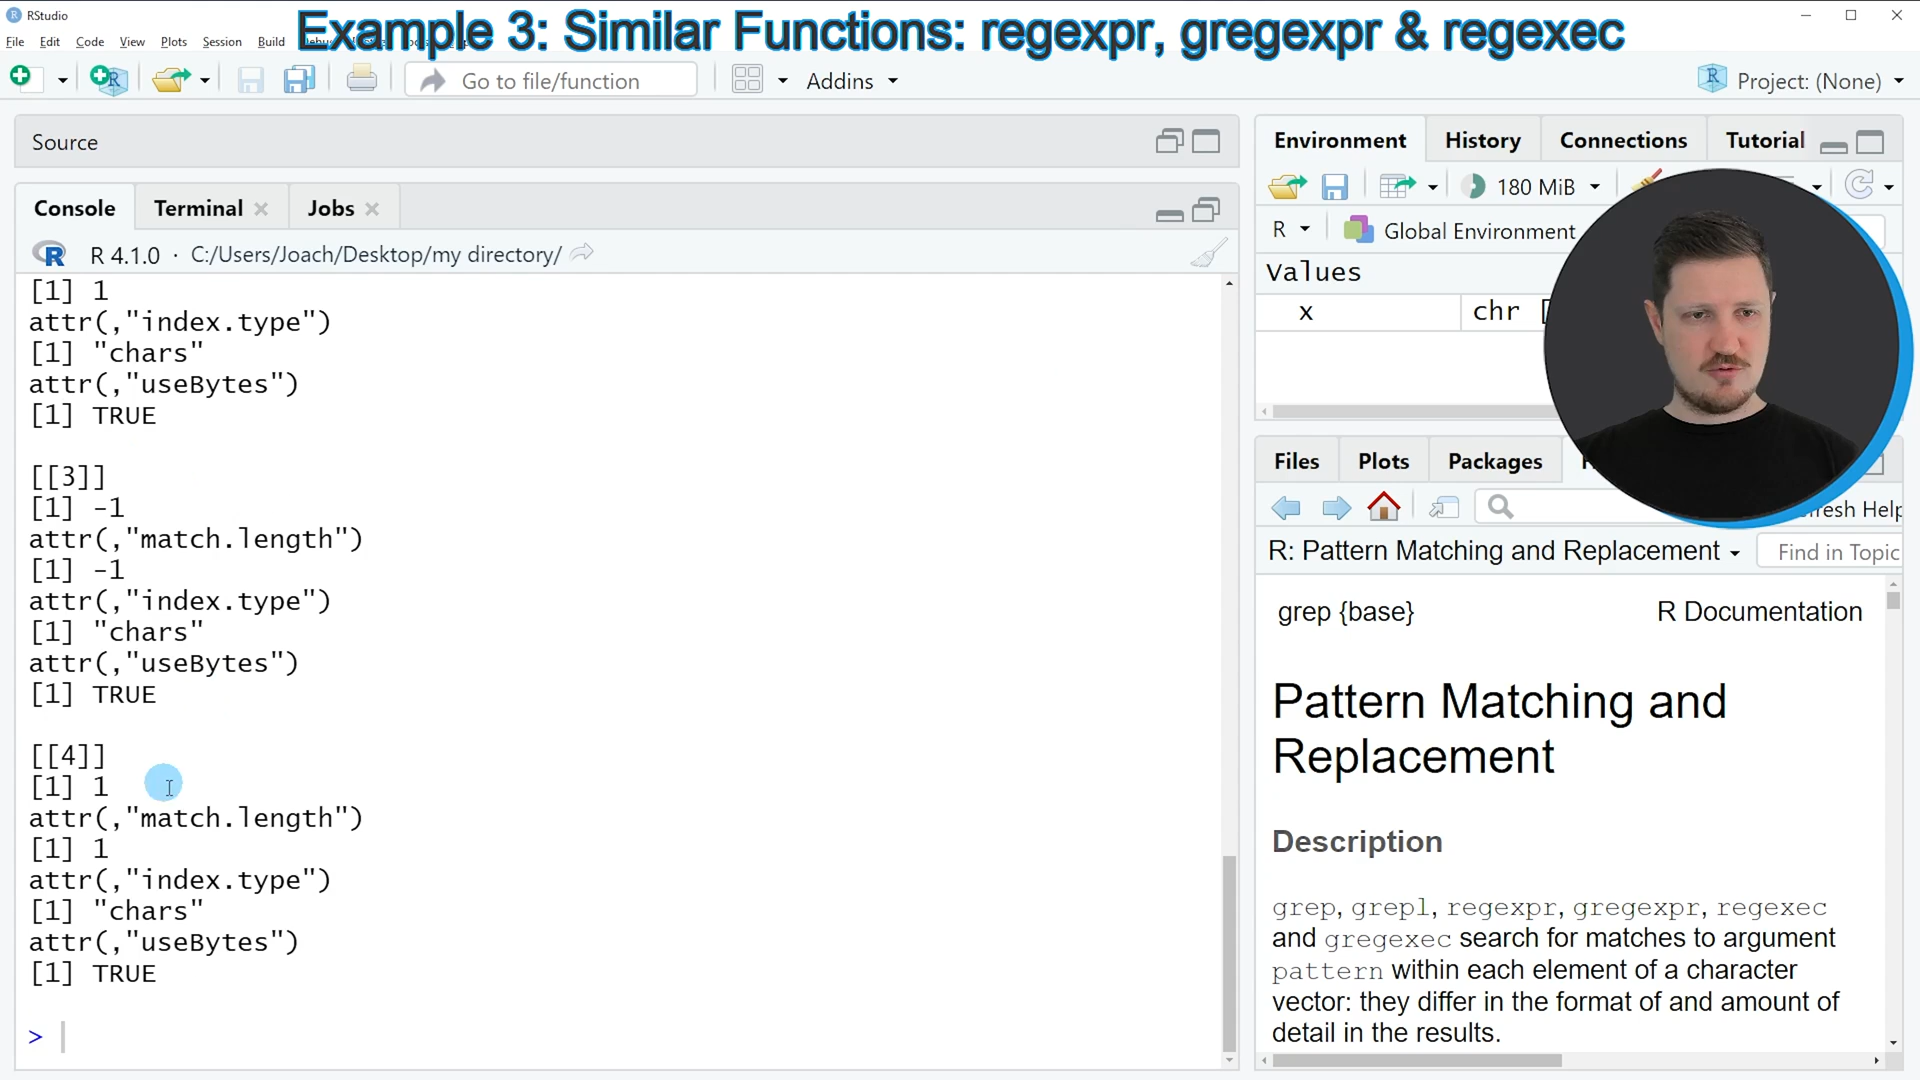 RStudio
Example 3: Similar Functions: regexpr, gregexpr & regexec
File Edit Code View Plots Session Build
Go to file/function
Addins
Project: (None)
Source
Console Terminal Jobs
R 4.1.0 · C:/Users/Joach/Desktop/my directory/
[1] 1
attr(,"index.type")
[1] "chars"
attr(,"useBytes")
[1] TRUE
[[3]]
[1] -1
attr(,"match.length")
[1] -1
attr(,"index.type")
[1] "chars"
attr(,"useBytes")
[1] TRUE
[[4]]
[1] 1
attr(,"match.length")
[1] 1
attr(,"index.type")
[1] "chars"
attr(,"useBytes")
[1] TRUE
>
Environment History Connections Tutorial
180 MiB
R Global Environment
Values
x chr [
Files Plots Packages
Help
R: Pattern Matching and Replacement Find in Topic
grep {base} R Documentation
Pattern Matching and
Replacement
Description
grep, grepl, regexpr, gregexpr, regexec
and gregexec search for matches to argument
pattern within each element of a character
vector: they differ in the format of and amount of
detail in the results.